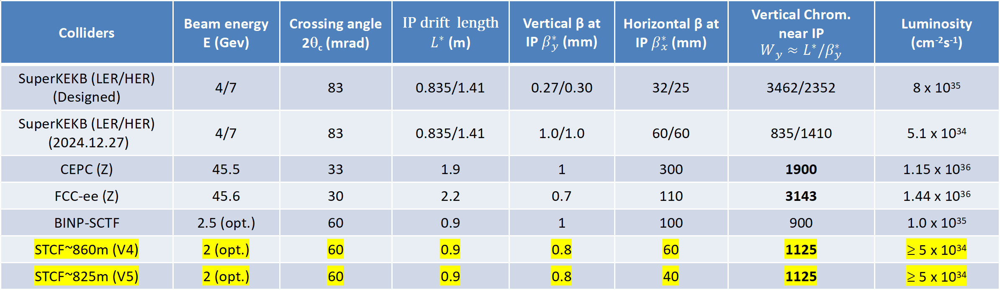 Colliders
Beam energy
E (Gev)
Crossing angle
2θc (mrad)
IP drift length
L* (m)
Vertical β at
IP β*y (mm)
Horizontal β at
IP β*x (mm)
Vertical Chrom.
near IP
Wy ≈ L*/β*y
Luminosity
(cm-2s-1)
SuperKEKB (LER/HER)
(Designed)
4/7
83
0.835/1.41
0.27/0.30
32/25
3462/2352
8 x 10³⁵
SuperKEKB (LER/HER)
(2024.12.27)
4/7
83
0.835/1.41
1.0/1.0
60/60
835/1410
5.1 x 10³⁴
CEPC (Z)
45.5
33
1.9
1
300
1900
1.15 x 10³⁶
FCC-ee (Z)
45.6
30
2.2
0.7
110
3143
1.44 x 10³⁶
BINP-SCTF
2.5 (opt.)
60
0.9
1
100
900
1.0 x 10³⁵
STCF~860m (V4)
2 (opt.)
60
0.9
0.8
60
1125
≥ 5 x 10³⁴
STCF~825m (V5)
2 (opt.)
60
0.9
0.8
40
1125
≥ 5 x 10³⁴